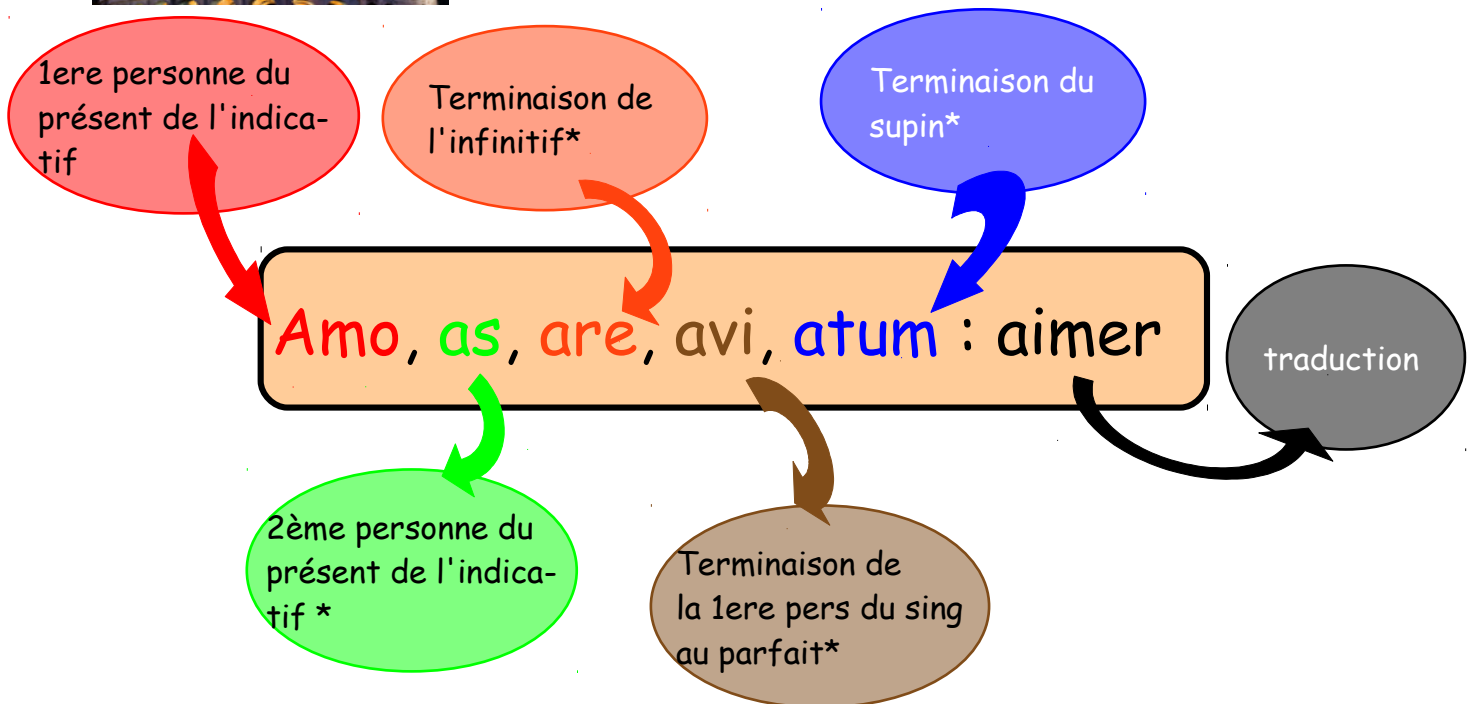 1ere personne du
présent de l'indica-
tif
Terminaison de
l'infinitif*
Terminaison du
supin*
Amo, as, are, avi, atum : aimer
traduction
2ème personne du
présent de l'indica-
tif *
Terminaison de
la 1ere pers du sing
au parfait*